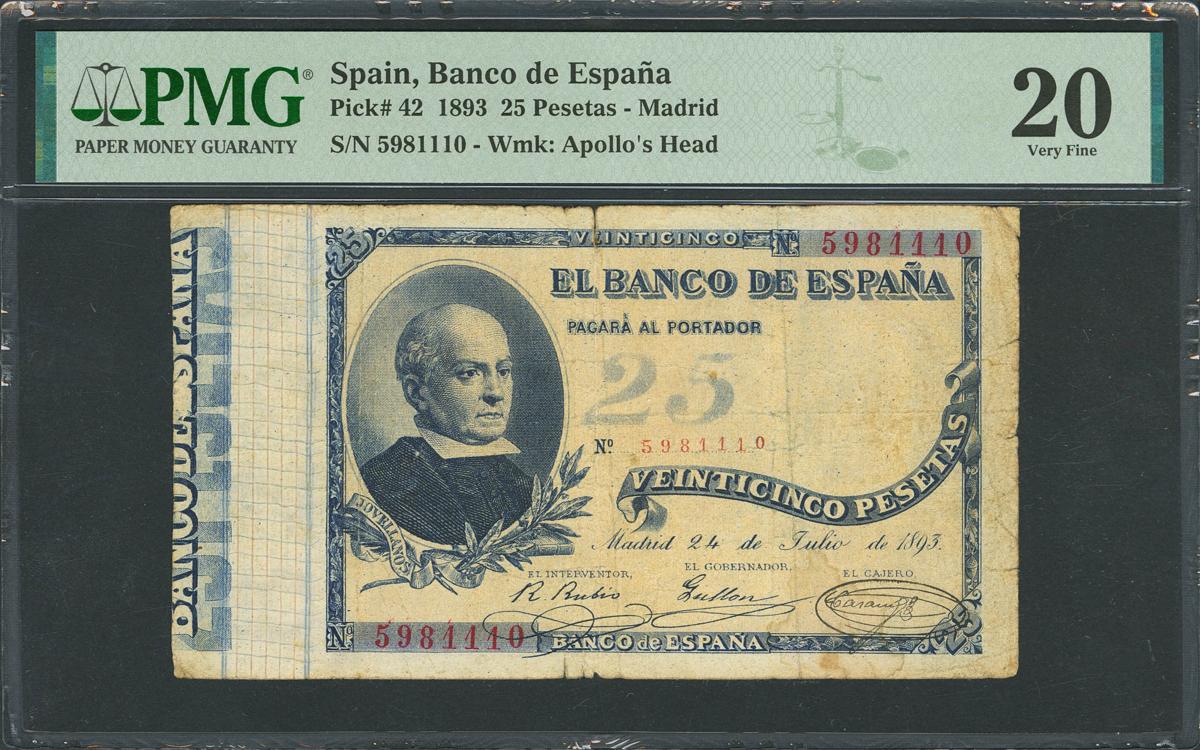 PMG®
PAPER MONEY GUARANTY
Spain, Banco de España
Pick# 42 1893 25 Pesetas - Madrid
S/N 5981110 - Wmk: Apollo's Head
20
Very Fine
BANCO DE ESPAÑA
25
VEINTICINCO
Nº 5981110
EL BANCO DE ESPAÑA
PAGARÁ AL PORTADOR
25
Nº 5981110
VEINTICINCO PESETAS
JOVELLANOS
Madrid 24 de Julio de 1893.
EL INTERVENTOR,
EL GOBERNADOR,
EL CAJERO
R. Rubio
Gullon
Nº 5981110
BANCO de ESPAÑA
25